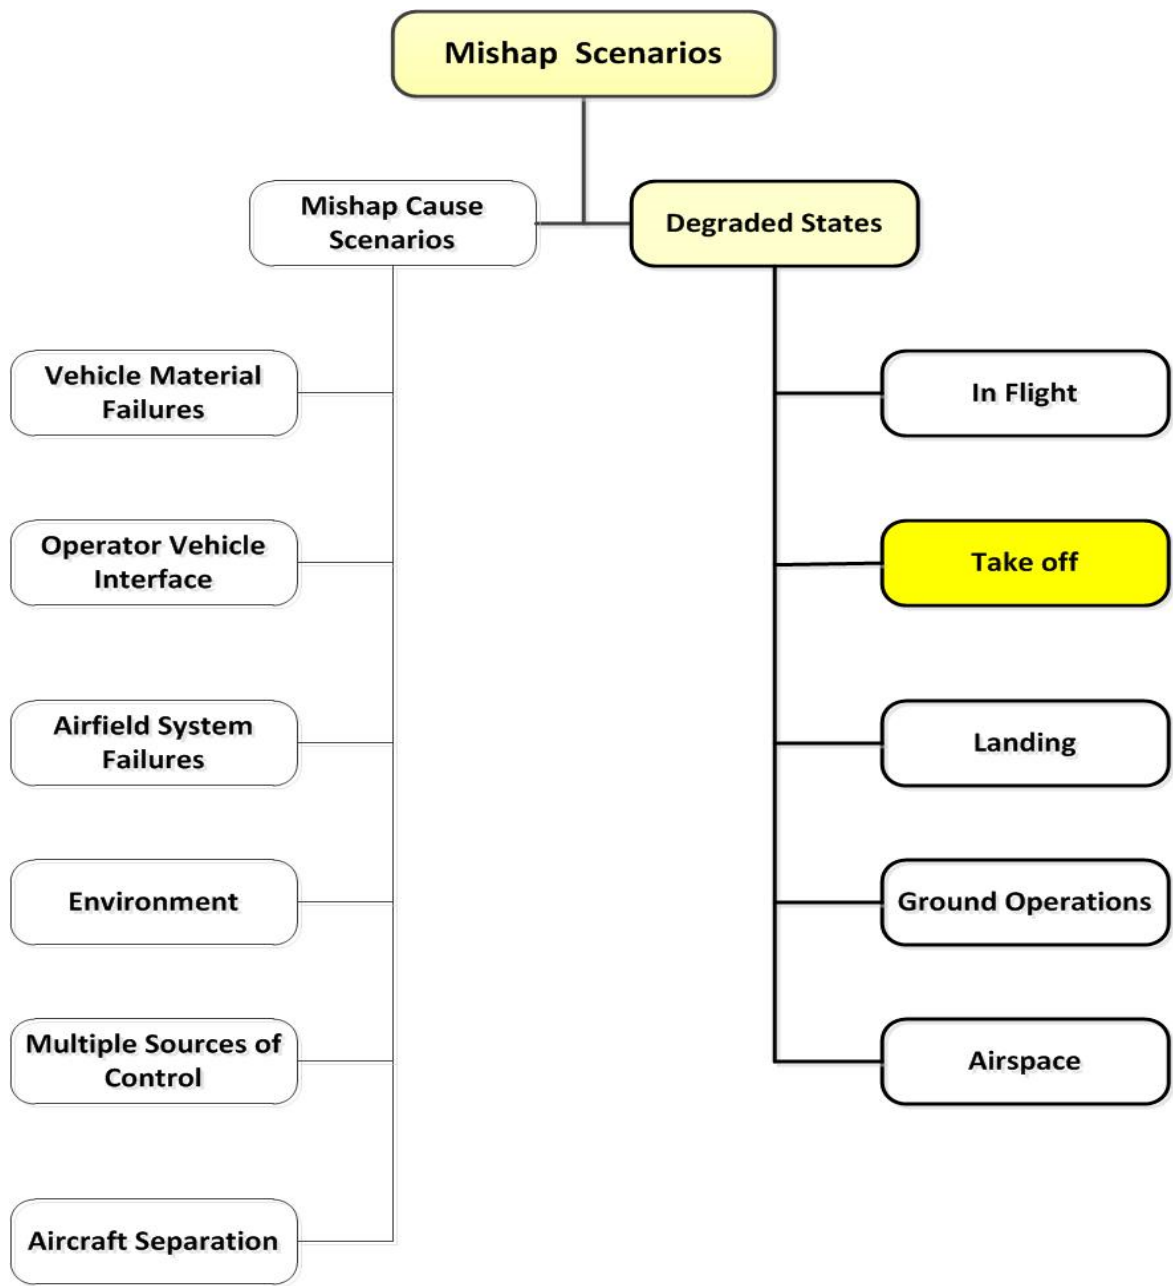 Mishap  Scenarios
Mishap Cause
Scenarios
Degraded States
Vehicle Material
Failures
In Flight
Operator Vehicle
Interface
Take off
Airfield System
Failures
Landing
Environment
Ground Operations
Multiple Sources of
Control
Airspace
Aircraft Separation